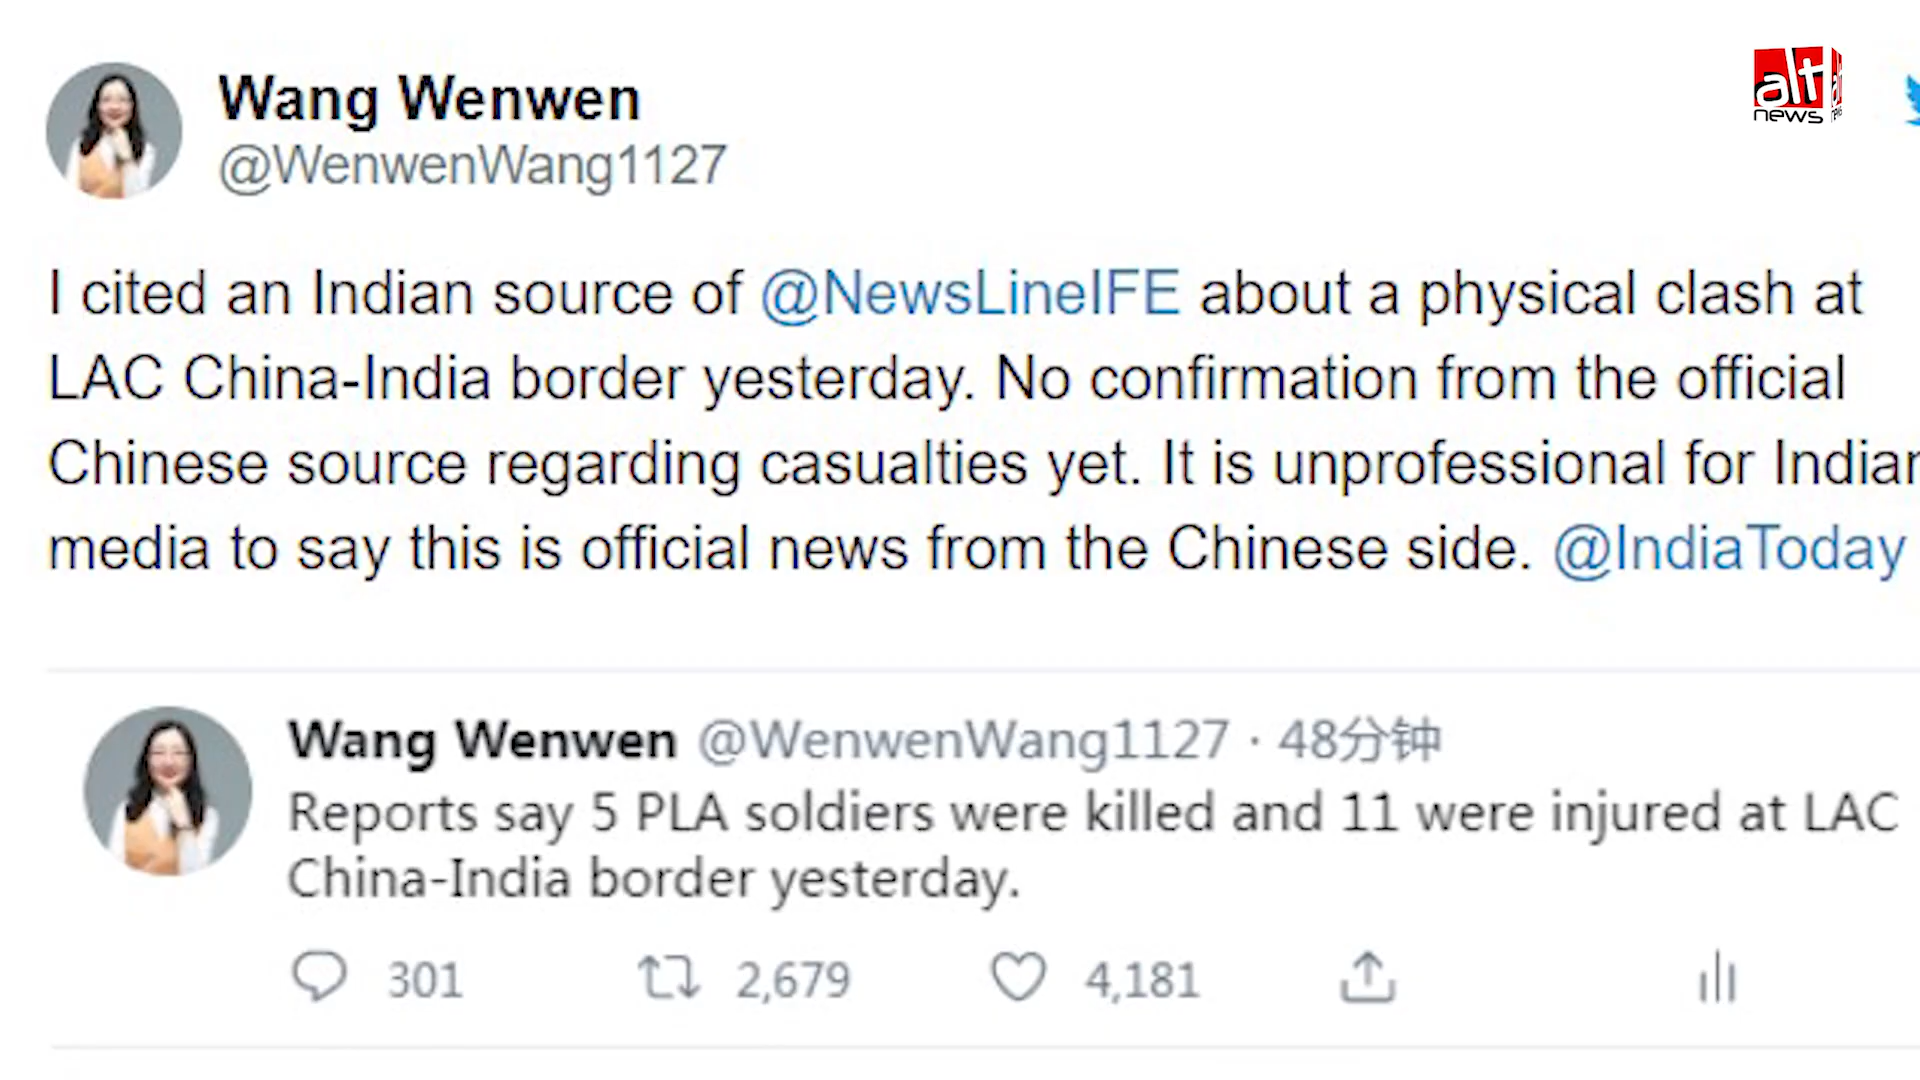 Wang Wenwen
@WenwenWang1127
alt
news
I cited an Indian source of @NewsLineIFE about a physical clash at
LAC China-India border yesterday. No confirmation from the official
Chinese source regarding casualties yet. It is unprofessional for Indian
media to say this is official news from the Chinese side. @IndiaToday
Wang Wenwen @WenwenWang1127 · 48分钟
Reports say 5 PLA soldiers were killed and 11 were injured at LAC
China-India border yesterday.
301 2,679 4,181